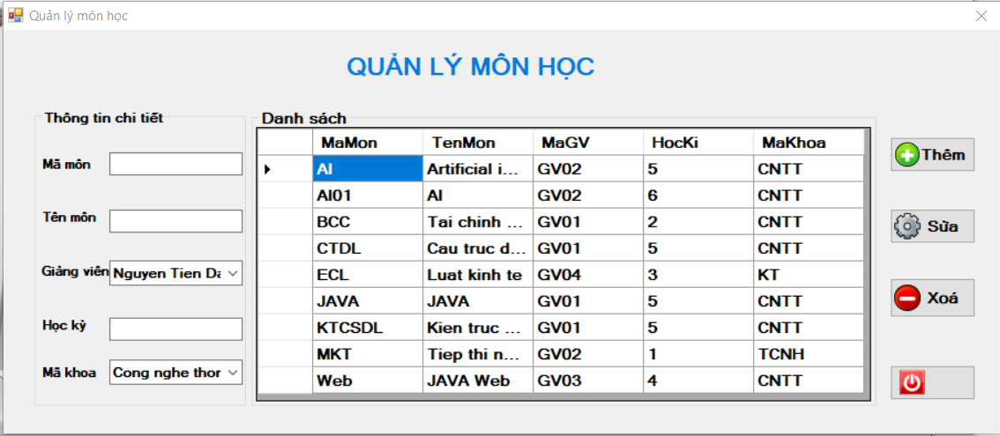 Quản lý môn học
QUẢN LÝ MÔN HỌC
Thông tin chi tiết
Mã môn
Tên môn
Giảng viên Nguyen Tien Da
Học kỳ
Mã khoa Cong nghe thor
Danh sách
MaMon TenMon MaGV HocKi MaKhoa
AI Artificial i... GV02 5 CNTT
AI01 AI GV02 6 CNTT
BCC Tai chinh ... GV01 2 CNTT
CTDL Cau truc d... GV01 5 CNTT
ECL Luat kinh te GV04 3 KT
JAVA JAVA GV01 5 CNTT
KTCSDL Kien truc ... GV01 5 CNTT
MKT Tiep thi n... GV02 1 TCNH
Web JAVA Web GV03 4 CNTT
Thêm
Sửa
Xoá